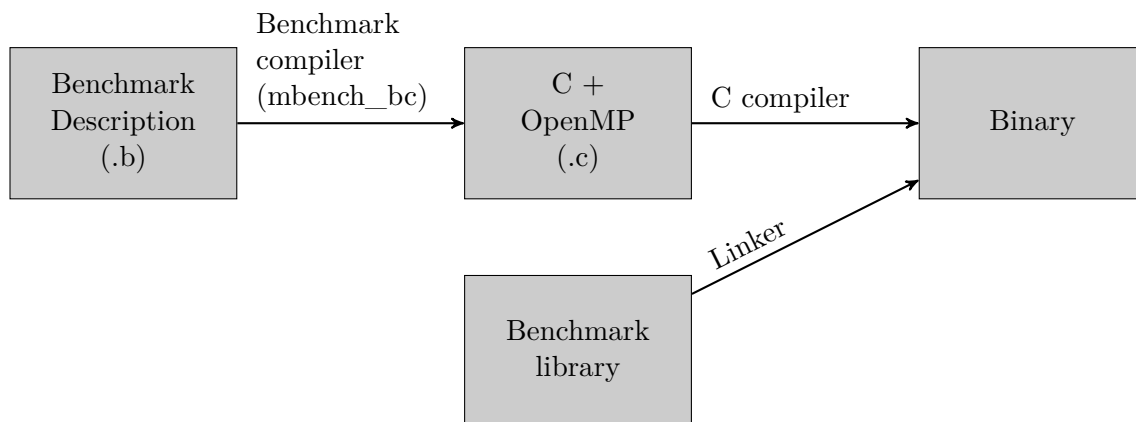 Benchmark
compiler
(mbench_bc)
Benchmark
Description
(.b)
C +
OpenMP
(.c)
C compiler
Binary
Linker
Benchmark
library